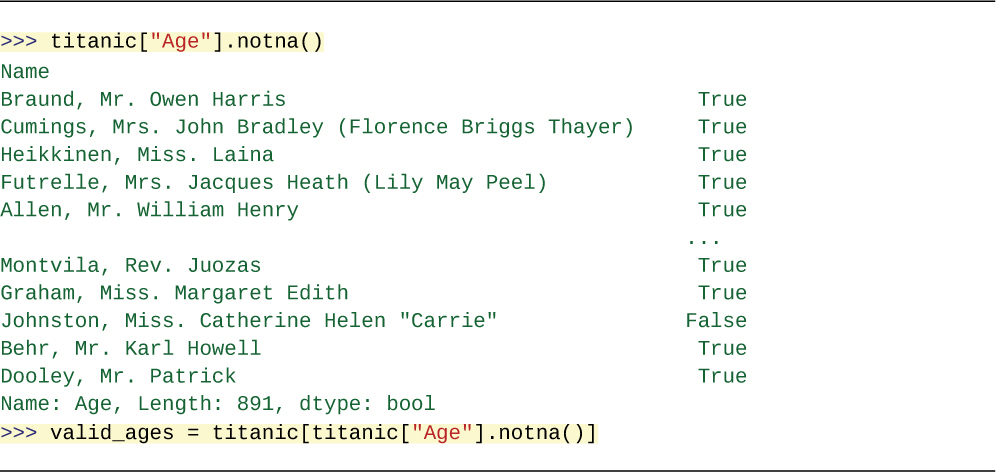 >>> titanic["Age"].notna()
Name
Braund, Mr. Owen Harris                                 True
Cumings, Mrs. John Bradley (Florence Briggs Thayer)     True
Heikkinen, Miss. Laina                                  True
Futrelle, Mrs. Jacques Heath (Lily May Peel)            True
Allen, Mr. William Henry                                True
                                                       ...
Montvila, Rev. Juozas                                   True
Graham, Miss. Margaret Edith                            True
Johnston, Miss. Catherine Helen "Carrie"               False
Behr, Mr. Karl Howell                                   True
Dooley, Mr. Patrick                                     True
Name: Age, Length: 891, dtype: bool
>>> valid_ages = titanic[titanic["Age"].notna()]